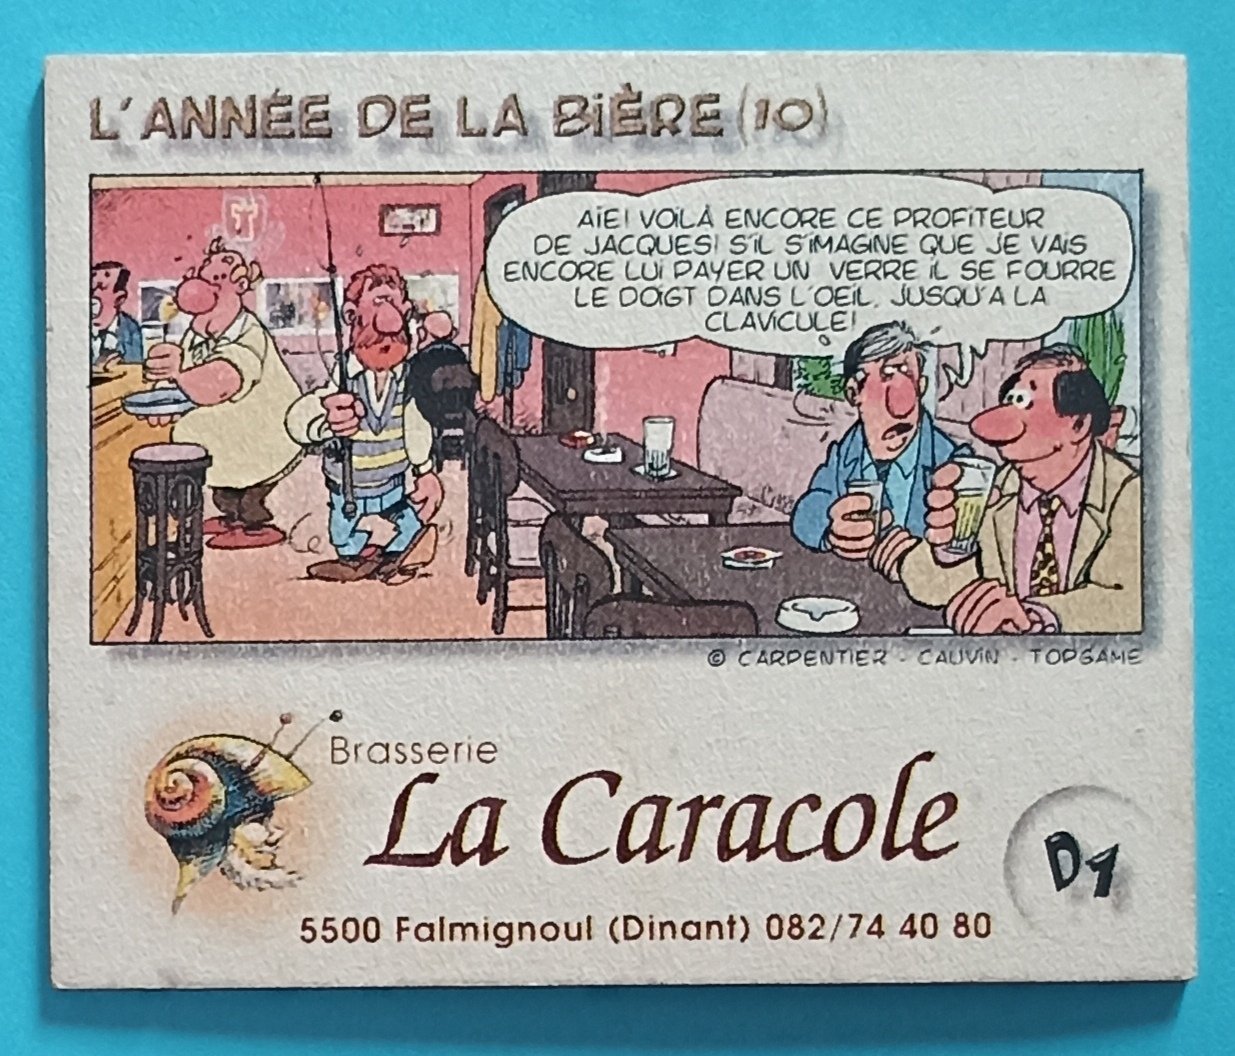 L'ANNÉE DE LA BiÈRE (10)
AÏE! VOILÀ ENCORE CE PROFITEUR
DE JACQUES! S'IL S'IMAGINE QUE JE VAIS
ENCORE LUI PAYER UN VERRE IL SE FOURRE
LE DOIGT DANS L'OEIL, JUSQU'A LA
CLAVICULE!
© CARPENTIER - CAUVIN - TOPGAME
Brasserie
La Caracole
D1
5500 Falmignoul (Dinant) 082/74 40 80